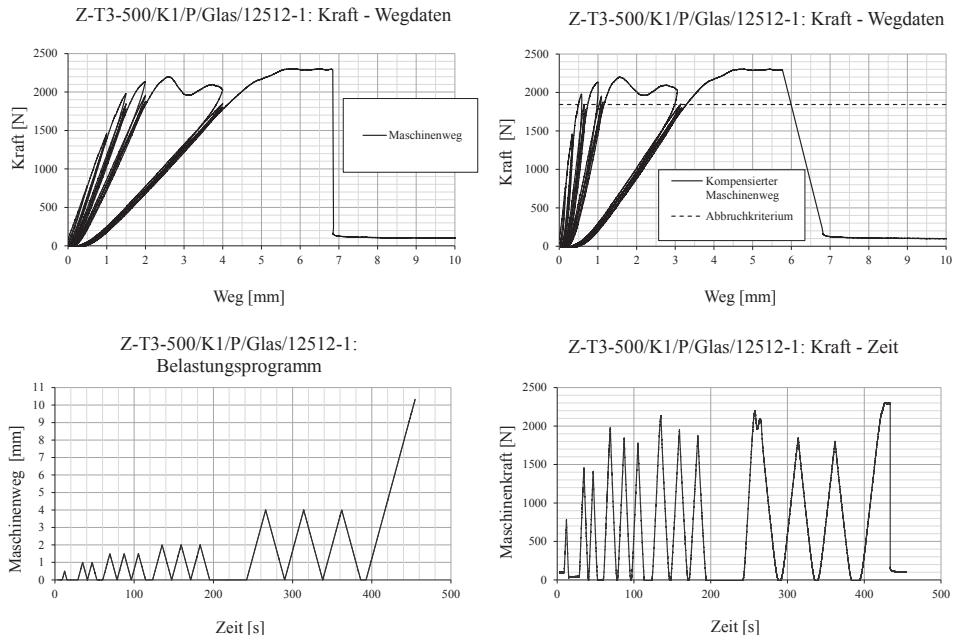 Z-T3-500/K1/P/Glas/12512-1: Kraft - Wegdaten
2500
2000
1500
1000
500
0
Kraft [N]
Maschinenweg
0 1 2 3 4 5 6 7 8 9 10
Weg [mm]
Z-T3-500/K1/P/Glas/12512-1: Kraft - Wegdaten
2500
2000
1500
1000
500
0
Kraft [N]
Kompensierter
Maschinenweg
Abbruchkriterium
0 1 2 3 4 5 6 7 8 9 10
Weg [mm]
Z-T3-500/K1/P/Glas/12512-1:
Belastungsprogramm
11
10
9
8
7
6
5
4
3
2
1
0
Maschinenweg [mm]
0 100 200 300 400 500
Zeit [s]
Z-T3-500/K1/P/Glas/12512-1: Kraft - Zeit
2500
2000
1500
1000
500
0
Maschinenkraft [N]
0 100 200 300 400 500
Zeit [s]